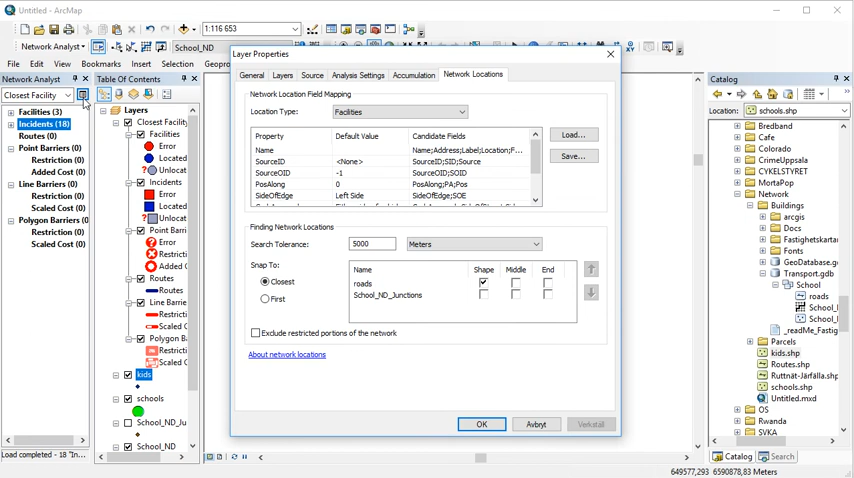 Untitled - ArcMap
1:116 653
Network Analyst
School_ND
File Edit View Bookmarks Insert Selection Geopro
Network Analyst
Closest Facility
Facilities (3)
Incidents (18)
Routes (0)
Point Barriers (0)
Restriction (0)
Added Cost (0)
Line Barriers (0)
Restriction (0)
Scaled Cost (0)
Polygon Barriers (0
Restriction (0)
Scaled Cost (0)
Load completed - 18 "In...
Table Of Contents
Layers
Closest Facility
Facilities
Error
Located
Unlocat
Incidents
Error
Located
Unlocat
Point Barri
Error
Restricti
Added C
Routes
Routes
Line Barrie
Restricti
Scaled C
Polygon B
Restricti
Scaled C
kids
schools
School_ND_Ju
School_ND
Layer Properties
General Layers Source Analysis Settings Accumulation Network Locations
Network Location Field Mapping
Location Type: Facilities
Property Default Value Candidate Fields
Name Name;Address;Label;Location;F...
SourceID <None> SourceID;SID;Source
SourceOID -1 SourceOID;SOID
PosAlong 0 PosAlong;PA;Pos
SideOfEdge Left Side SideOfEdge;SOE
Load...
Save...
Finding Network Locations
Search Tolerance: 5000 Meters
Snap To:
Closest
First
Name Shape Middle End
roads
School_ND_Junctions
Exclude restricted portions of the network
About network locations
OK Avbryt Verkställ
Catalog
Location: schools.shp
Bredband
Cafe
Colorado
CrimeUppsala
CYKELSTYRET
MortaPop
Network
Buildings
arcgis
Docs
Fastighetskarta
Fonts
GeoDatabase.g
Transport.gdb
School
roads
School_
School_
_readMe_Fastig
Parcels
kids.shp
Routes.shp
Ruttnät-Järfälla.shp
schools.shp
Untitled.mxd
OS
Rwanda
SVKA
Catalog Search
649577,293 6590878,83 Meters